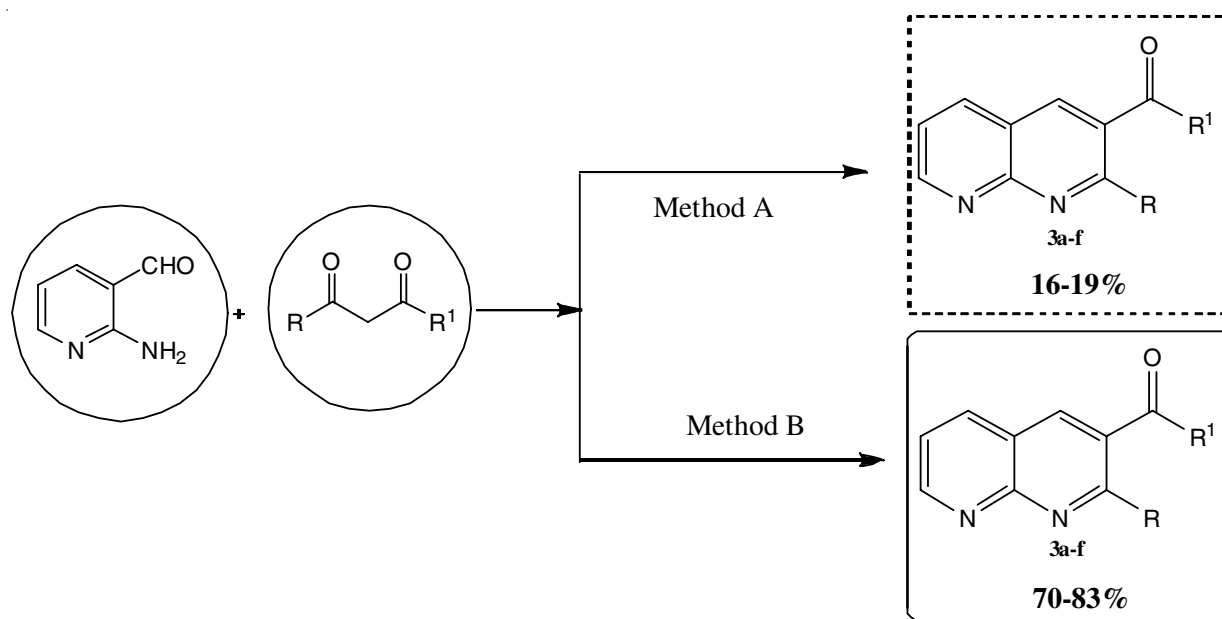 CHO
N
NH₂
+
O O
R R¹
Method A
O
R¹
N N R
3a-f
16-19%
Method B
O
R¹
N N R
3a-f
70-83%